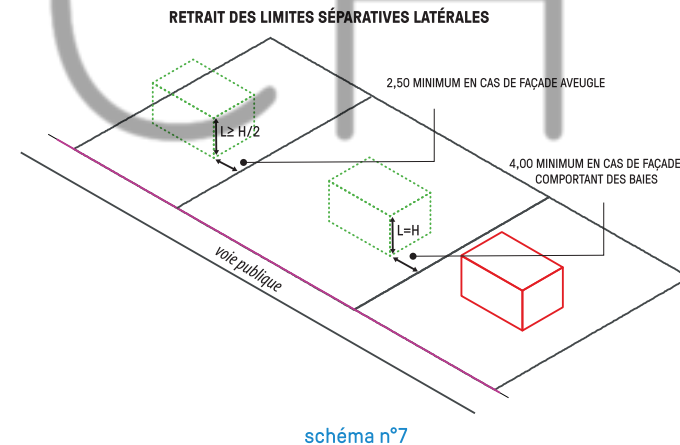 RETRAIT DES LIMITES SÉPARATIVES LATÉRALES
2,50 MINIMUM EN CAS DE FAÇADE AVEUGLE
L≥ H/2
4,00 MINIMUM EN CAS DE FAÇADE
COMPORTANT DES BAIES
L=H
voie publique
schéma n°7